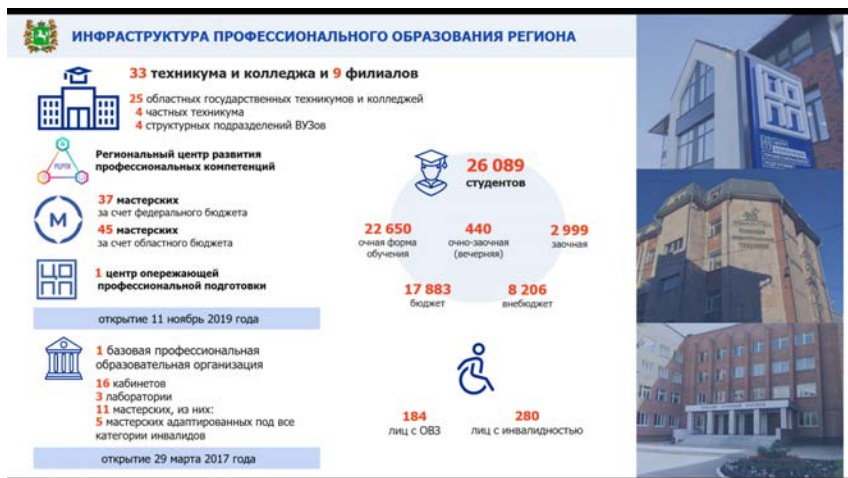 ИНФРАСТРУКТУРА ПРОФЕССИОНАЛЬНОГО ОБРАЗОВАНИЯ РЕГИОНА
33 техникума и колледжа и 9 филиалов
25 областных государственных техникумов и колледжей
4 частных техникума
4 структурных подразделений ВУЗов
Региональный центр развития
профессиональных компетенций
37 мастерских
за счет федерального бюджета
45 мастерских
за счет областного бюджета
М
ЦО
ПП
1 центр опережающей
профессиональной подготовки
открытие 11 ноябрь 2019 года
1 базовая профессиональная
образовательная организация
16 кабинетов
3 лаборатории
11 мастерских, из них:
5 мастерских адаптированных под все
категории инвалидов
открытие 29 марта 2017 года
26 089
студентов
22 650
очная форма
обучения
440
очно-заочная
(вечерняя)
2 999
заочная
17 883
бюджет
8 206
внебюджет
184
лиц с ОВЗ
280
лиц с инвалидностью